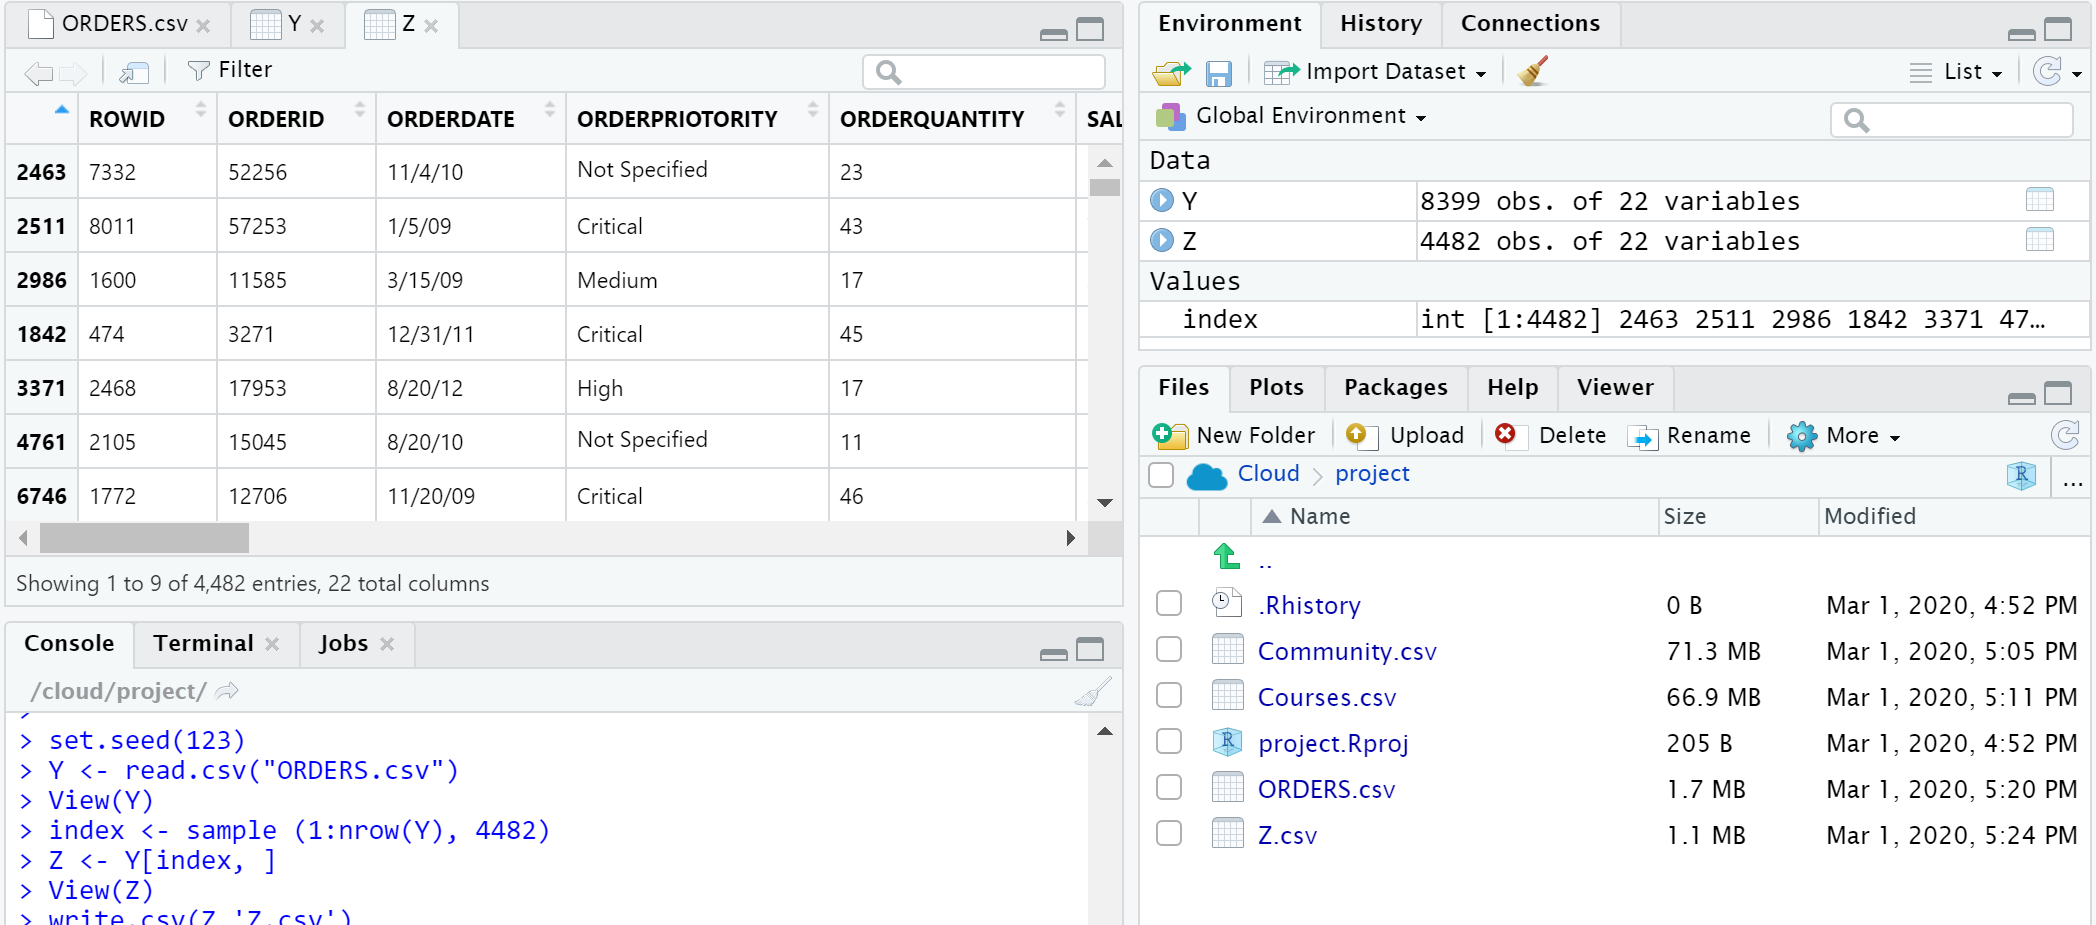 ORDERS.csv Y Z
Filter
ROWID ORDERID ORDERDATE ORDERPRIOTORITY ORDERQUANTITY SAL
2463 7332 52256 11/4/10 Not Specified 23
2511 8011 57253 1/5/09 Critical 43
2986 1600 11585 3/15/09 Medium 17
1842 474 3271 12/31/11 Critical 45
3371 2468 17953 8/20/12 High 17
4761 2105 15045 8/20/10 Not Specified 11
6746 1772 12706 11/20/09 Critical 46
Showing 1 to 9 of 4,482 entries, 22 total columns
Console Terminal Jobs
/cloud/project/
>
> set.seed(123)
> Y <- read.csv("ORDERS.csv")
> View(Y)
> index <- sample (1:nrow(Y), 4482)
> Z <- Y[index, ]
> View(Z)
> write.csv(Z,'Z.csv')
Environment History Connections
Import Dataset List
Global Environment
Data
Y 8399 obs. of 22 variables
Z 4482 obs. of 22 variables
Values
index int [1:4482] 2463 2511 2986 1842 3371 47…
Files Plots Packages Help Viewer
New Folder Upload Delete Rename More
Cloud project R ...
Name Size Modified
..
.Rhistory 0 B Mar 1, 2020, 4:52 PM
Community.csv 71.3 MB Mar 1, 2020, 5:05 PM
Courses.csv 66.9 MB Mar 1, 2020, 5:11 PM
R project.Rproj 205 B Mar 1, 2020, 4:52 PM
ORDERS.csv 1.7 MB Mar 1, 2020, 5:20 PM
Z.csv 1.1 MB Mar 1, 2020, 5:24 PM